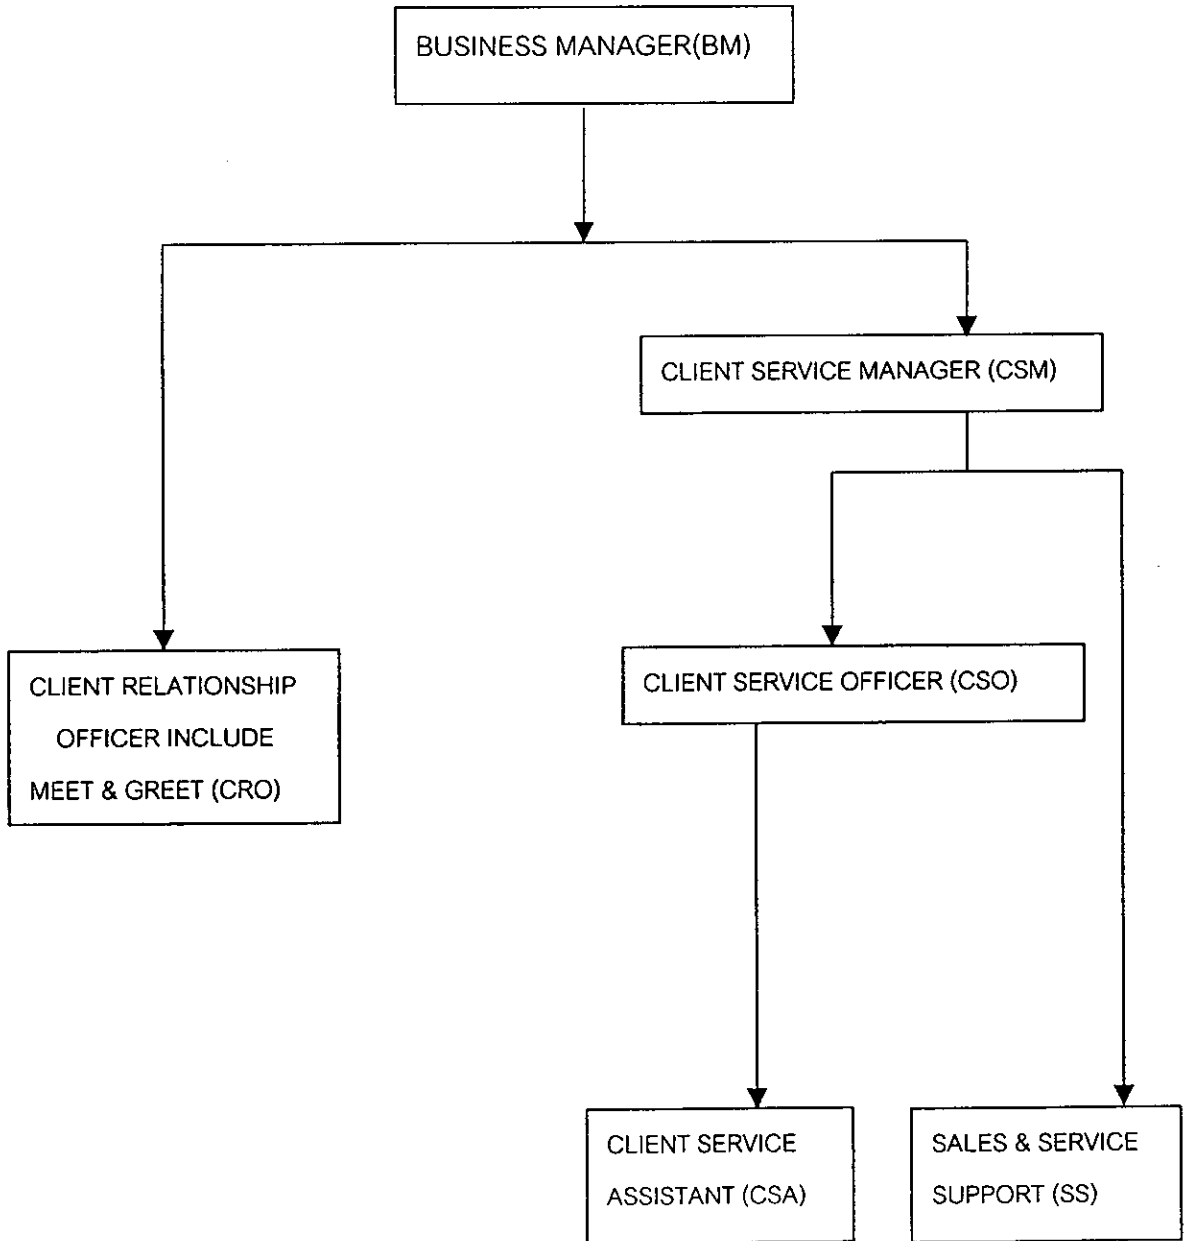 BUSINESS MANAGER(BM)
CLIENT SERVICE MANAGER (CSM)
CLIENT RELATIONSHIP
OFFICER INCLUDE
MEET & GREET (CRO)
CLIENT SERVICE OFFICER (CSO)
CLIENT SERVICE
ASSISTANT (CSA)
SALES & SERVICE
SUPPORT (SS)